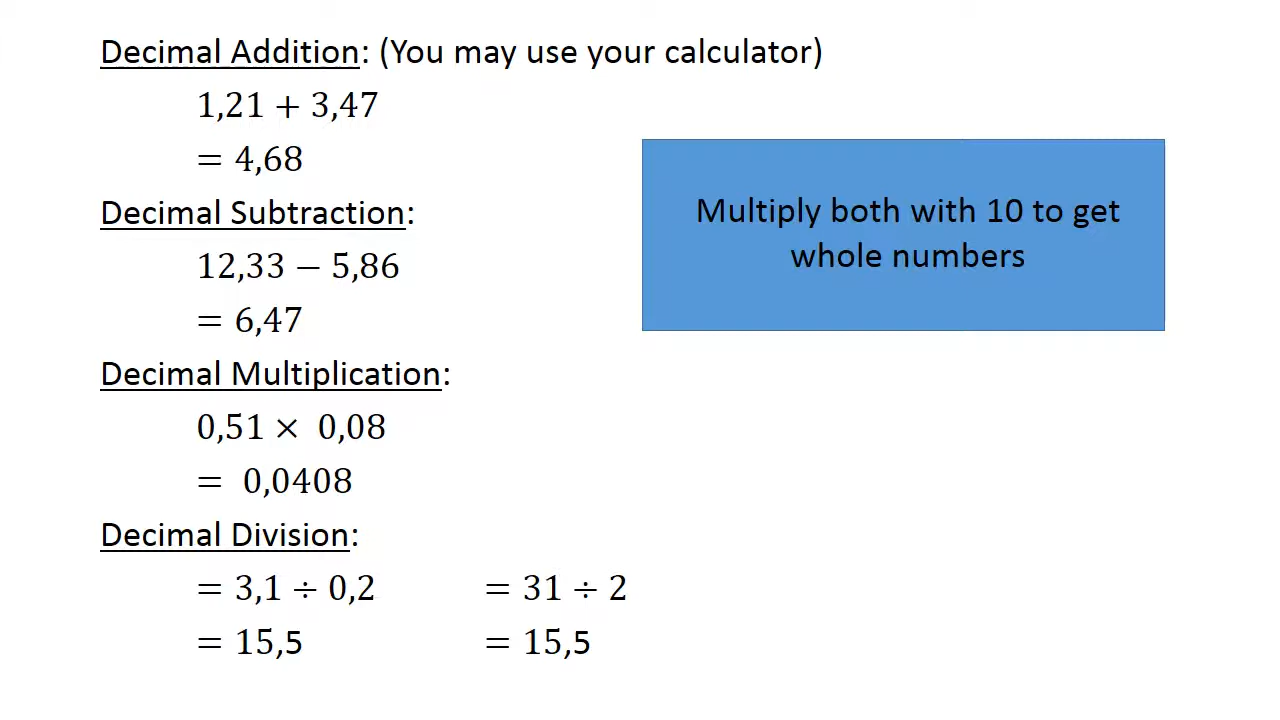 Decimal Addition: (You may use your calculator)
1,21 + 3,47
= 4,68
Multiply both with 10 to get
whole numbers
Decimal Subtraction:
12,33 − 5,86
= 6,47
Decimal Multiplication:
0,51 × 0,08
= 0,0408
Decimal Division:
= 3,1 ÷ 0,2 = 31 ÷ 2
= 15,5 = 15,5